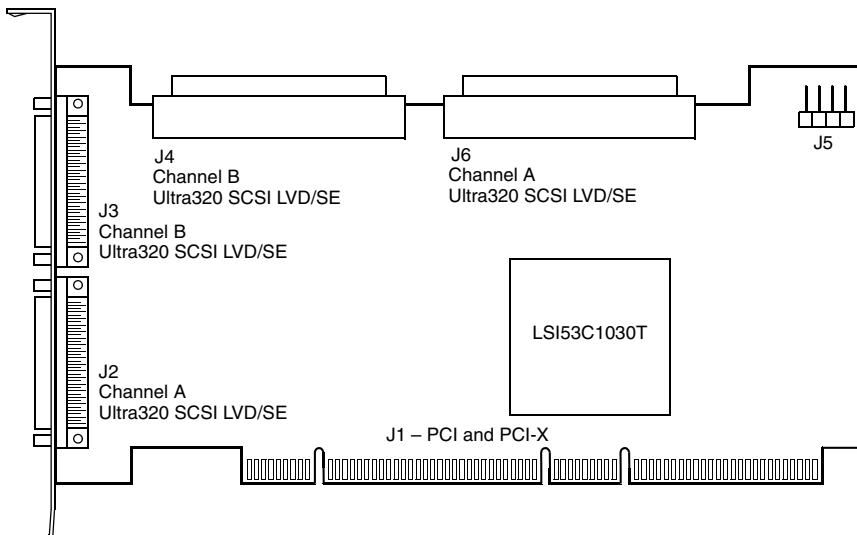 J4
Channel B
Ultra320 SCSI LVD/SE
J6
Channel A
Ultra320 SCSI LVD/SE
J5
J3
Channel B
Ultra320 SCSI LVD/SE
LSI53C1030T
J2
Channel A
Ultra320 SCSI LVD/SE
J1 – PCI and PCI-X